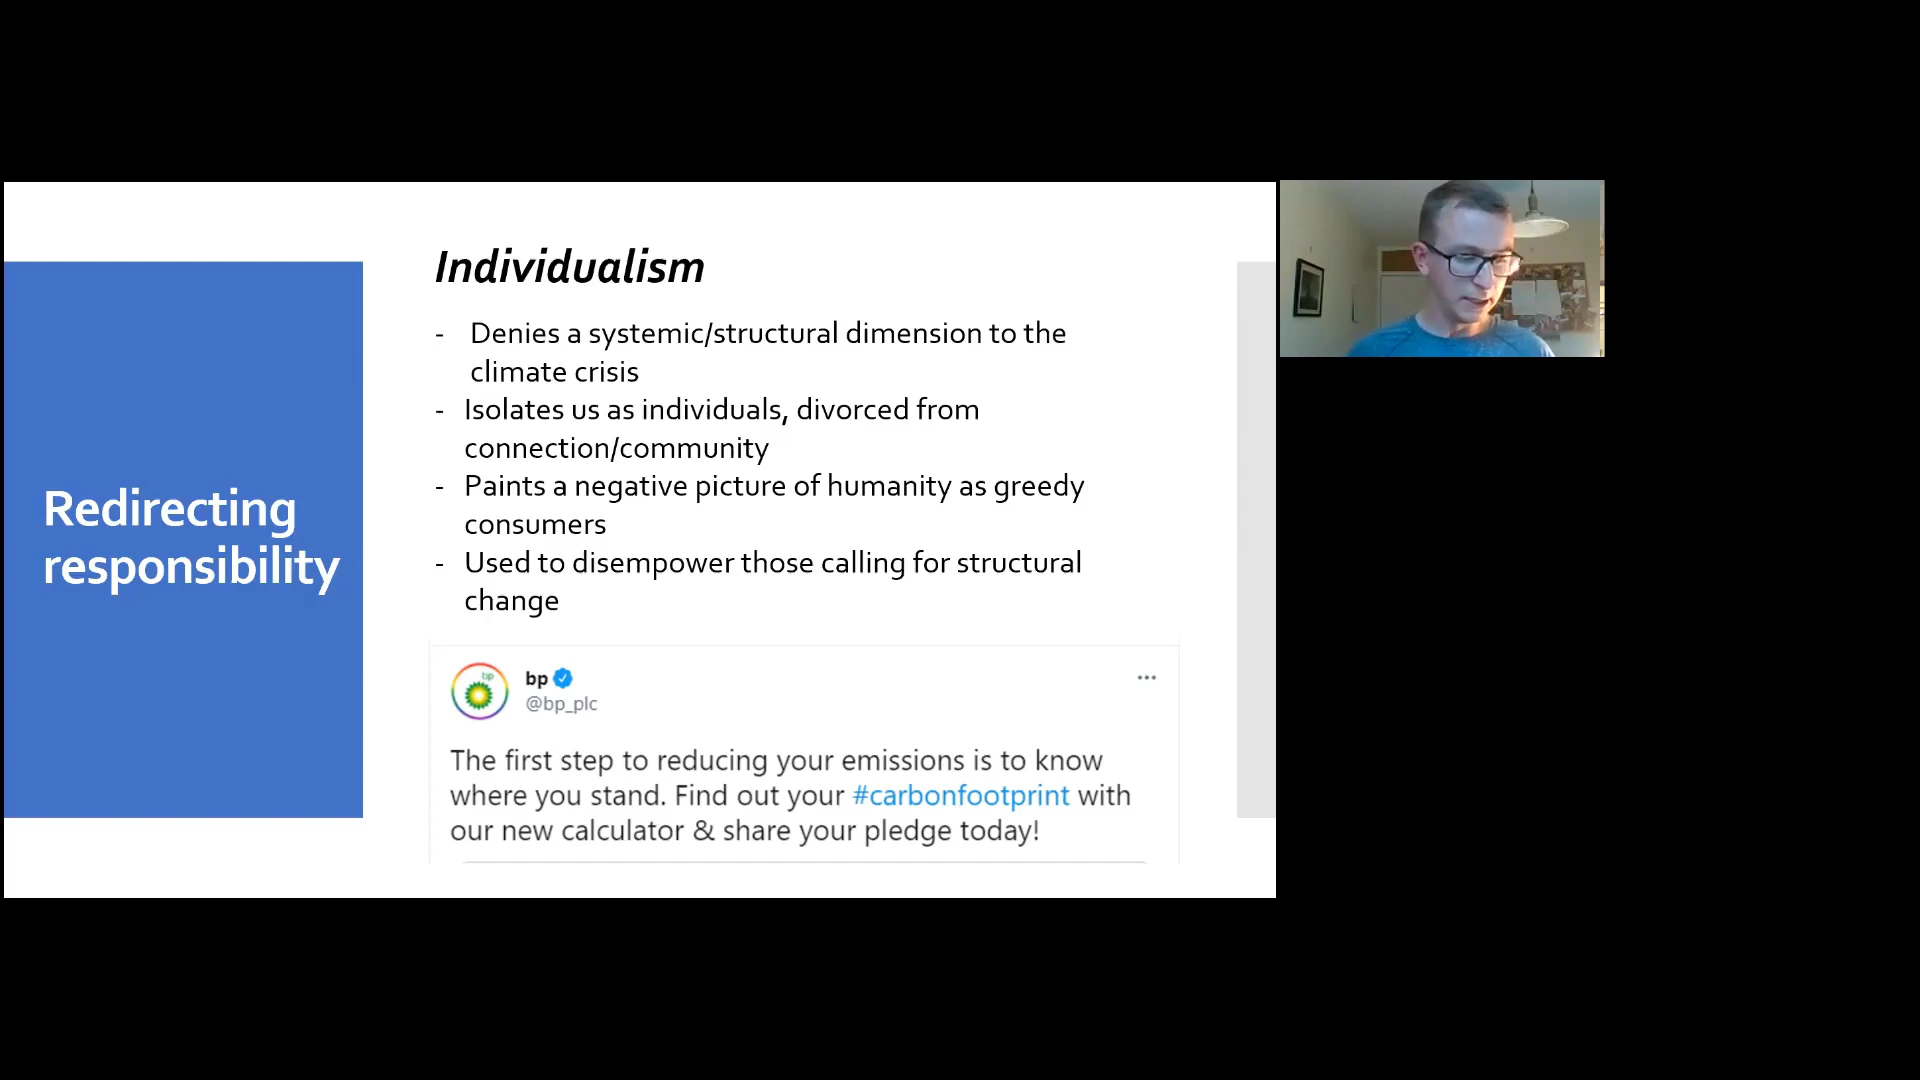 Redirecting
responsibility
Individualism
- Denies a systemic/structural dimension to the
climate crisis
- Isolates us as individuals, divorced from
connection/community
- Paints a negative picture of humanity as greedy
consumers
- Used to disempower those calling for structural
change
bp
bp
@bp_plc
The first step to reducing your emissions is to know
where you stand. Find out your #carbonfootprint with
our new calculator & share your pledge today!